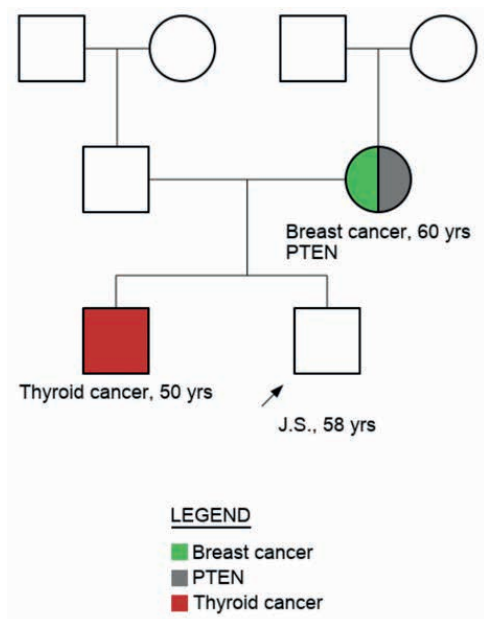 Breast cancer, 60 yrs
PTEN
Thyroid cancer, 50 yrs
J.S., 58 yrs
LEGEND
Breast cancer
PTEN
Thyroid cancer